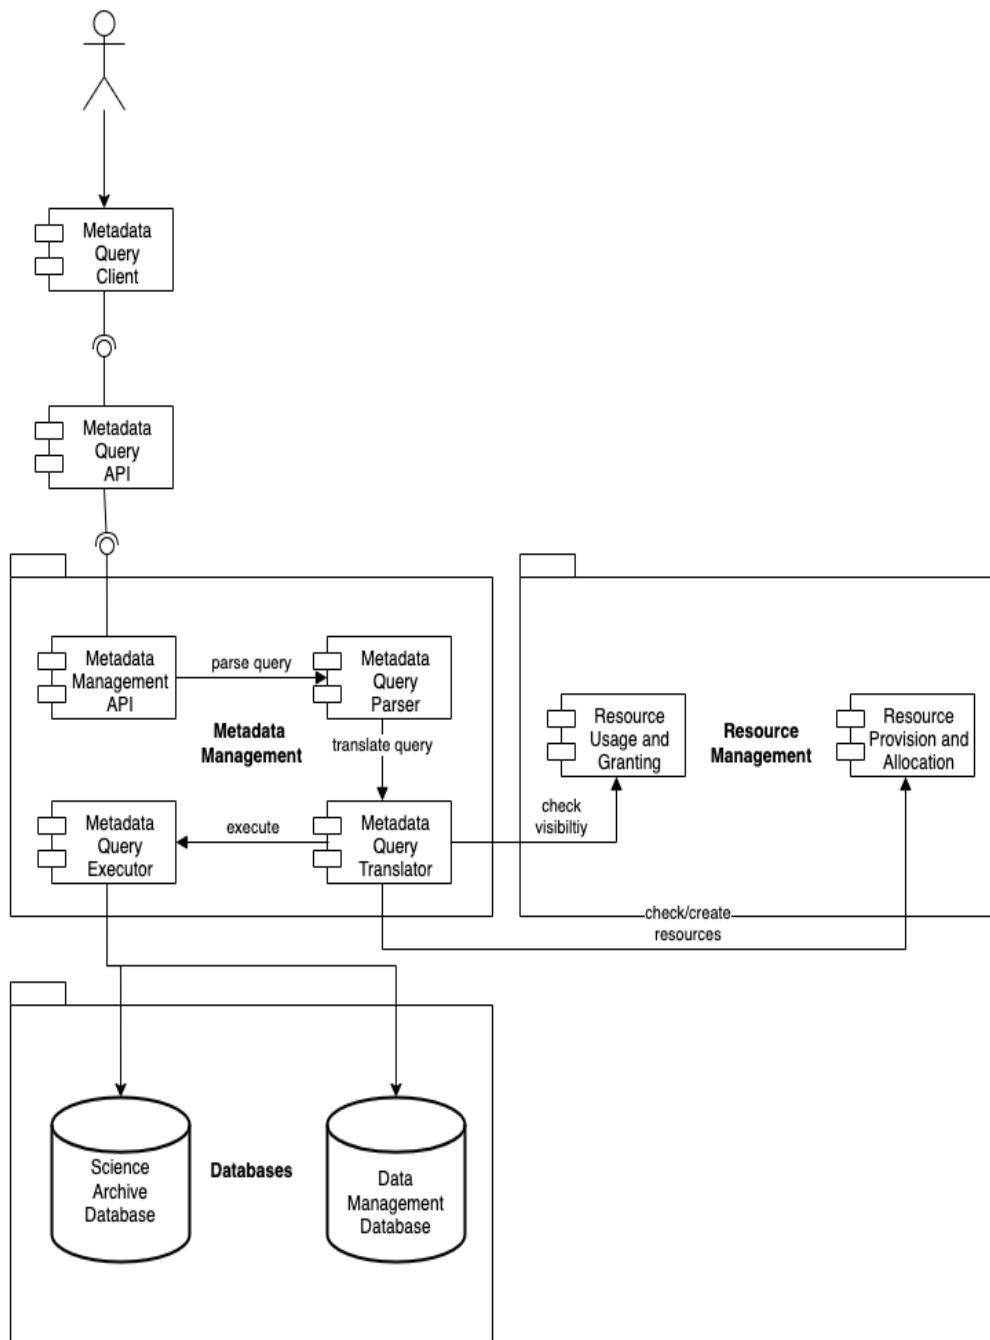 Metadata
Query
Client
Metadata
Query
API
Metadata
Management
API
parse query
Metadata
Query
Parser
Metadata
Management
translate query
Resource
Usage and
Granting
Resource
Management
Resource
Provision and
Allocation
Metadata
Query
Executor
execute
Metadata
Query
Translator
check
visibiltiy
check/create
resources
Science
Archive
Database
Databases
Data
Management
Database